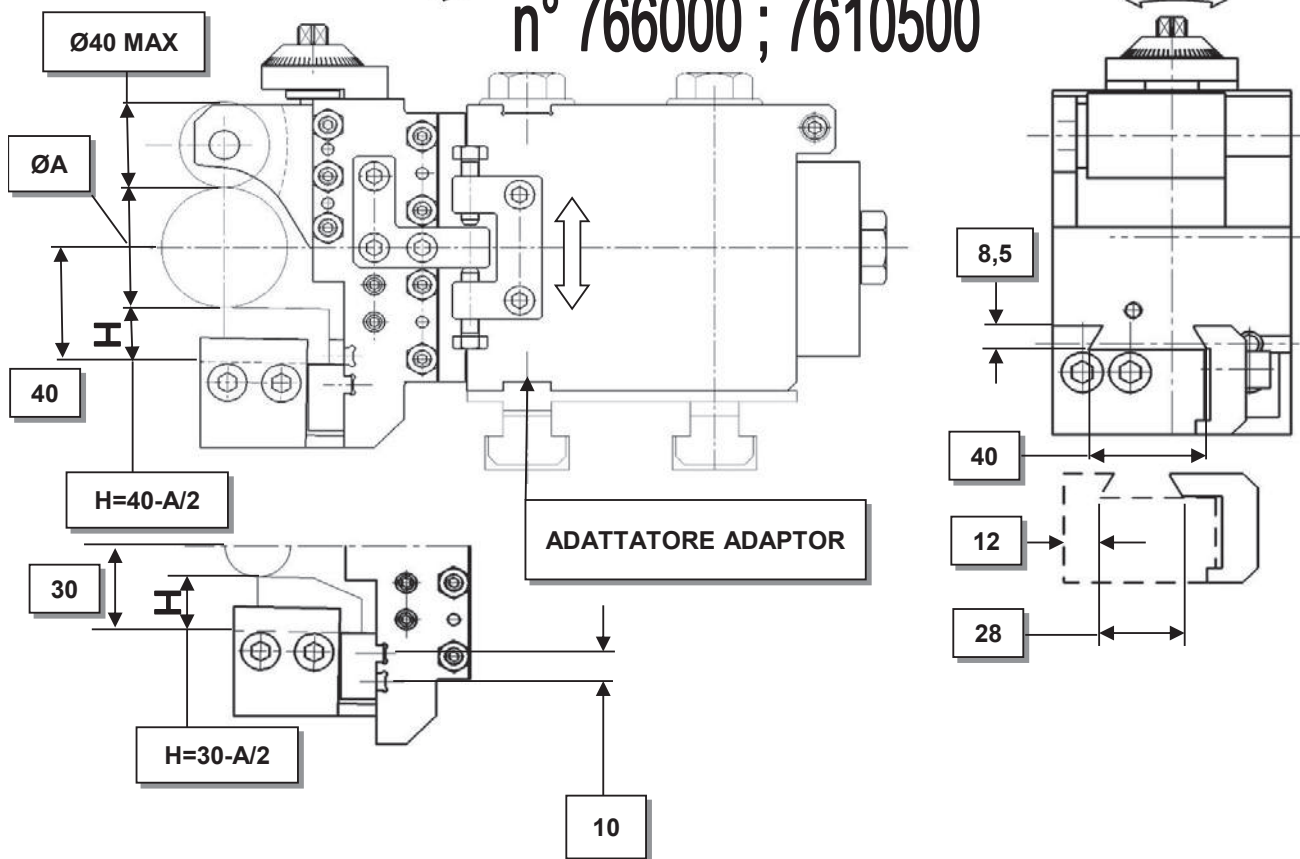 n° 766000 ; 7610500
Ø40 MAX
ØA
H
40
H=40-A/2
ADATTATORE ADAPTOR
30
H
H=30-A/2
10
8,5
40
12
28